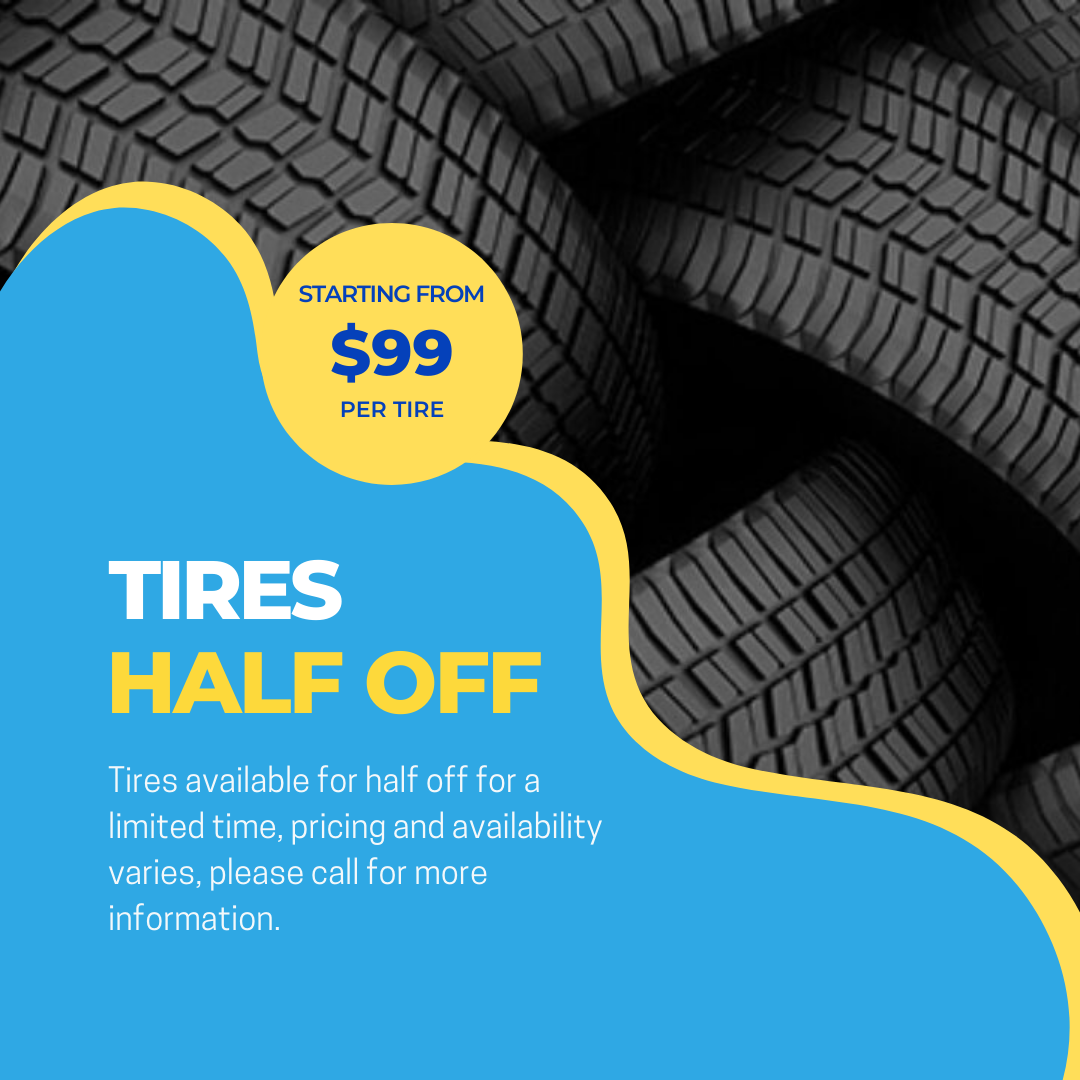 STARTING FROM
$99
PER TIRE
TIRES
HALF OFF
Tires available for half off for a
limited time, pricing and availability
varies, please call for more
information.